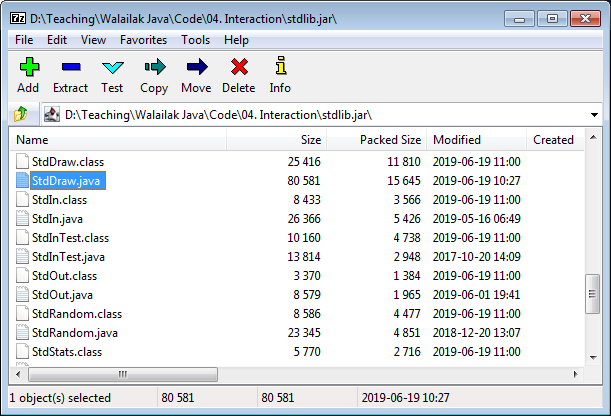 7z D:\Teaching\Walailak Java\Code\04. Interaction\stdlib.jar\
File Edit View Favorites Tools Help
Add Extract Test Copy Move Delete Info
D:\Teaching\Walailak Java\Code\04. Interaction\stdlib.jar\
Name Size Packed Size Modified Created
StdDraw.class 25 416 11 810 2019-06-19 11:00
StdDraw.java 80 581 15 645 2019-06-19 10:27
StdIn.class 8 433 3 566 2019-06-19 11:00
StdIn.java 26 366 5 426 2019-05-16 06:49
StdInTest.class 10 160 4 738 2019-06-19 11:00
StdInTest.java 13 814 2 948 2017-10-20 14:09
StdOut.class 3 370 1 384 2019-06-19 11:00
StdOut.java 8 579 1 965 2019-06-01 19:41
StdRandom.class 8 586 4 477 2019-06-19 11:00
StdRandom.java 23 345 4 851 2018-12-20 13:07
StdStats.class 5 770 2 716 2019-06-19 11:00
1 object(s) selected 80 581 80 581 2019-06-19 10:27